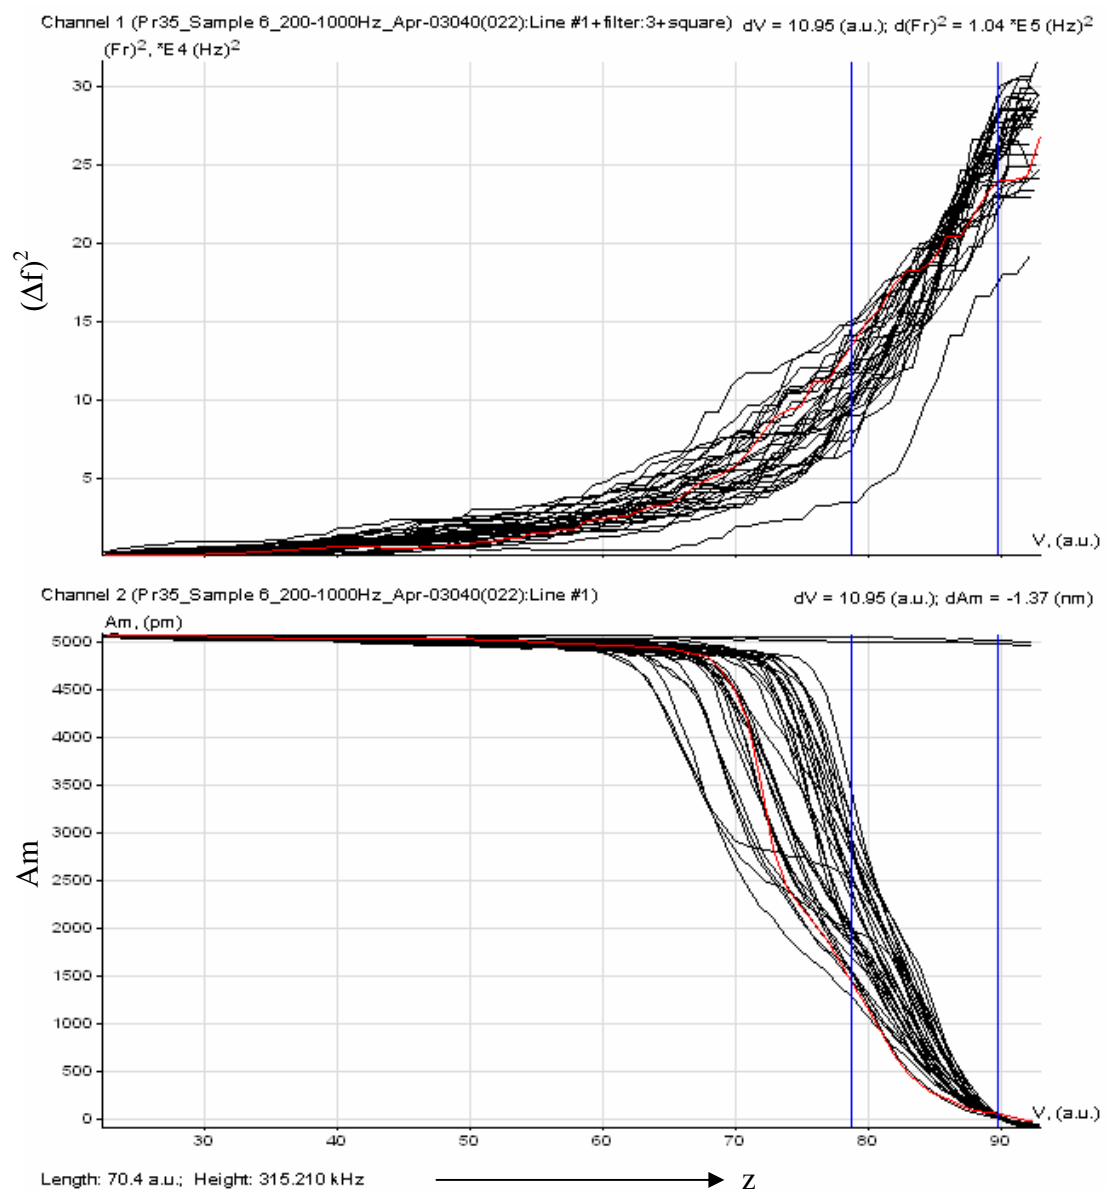 Channel 1 (Pr35_Sample 6_200-1000Hz_Apr-03040(022):Line #1+filter:3+square) dV = 10.95 (a.u.); d(Fr)² = 1.04 *E5 (Hz)²
(Fr)², *E4 (Hz)²
30
25
20
15
10
5
(Δf)²
V, (a.u.)
Channel 2 (Pr35_Sample 6_200-1000Hz_Apr-03040(022):Line #1) dV = 10.95 (a.u.); dAm = -1.37 (nm)
Am, (pm)
5000
4500
4000
3500
3000
2500
2000
1500
1000
500
0
Am
V, (a.u.)
30 40 50 60 70 80 90
Length: 70.4 a.u.; Height: 315.210 kHz
z